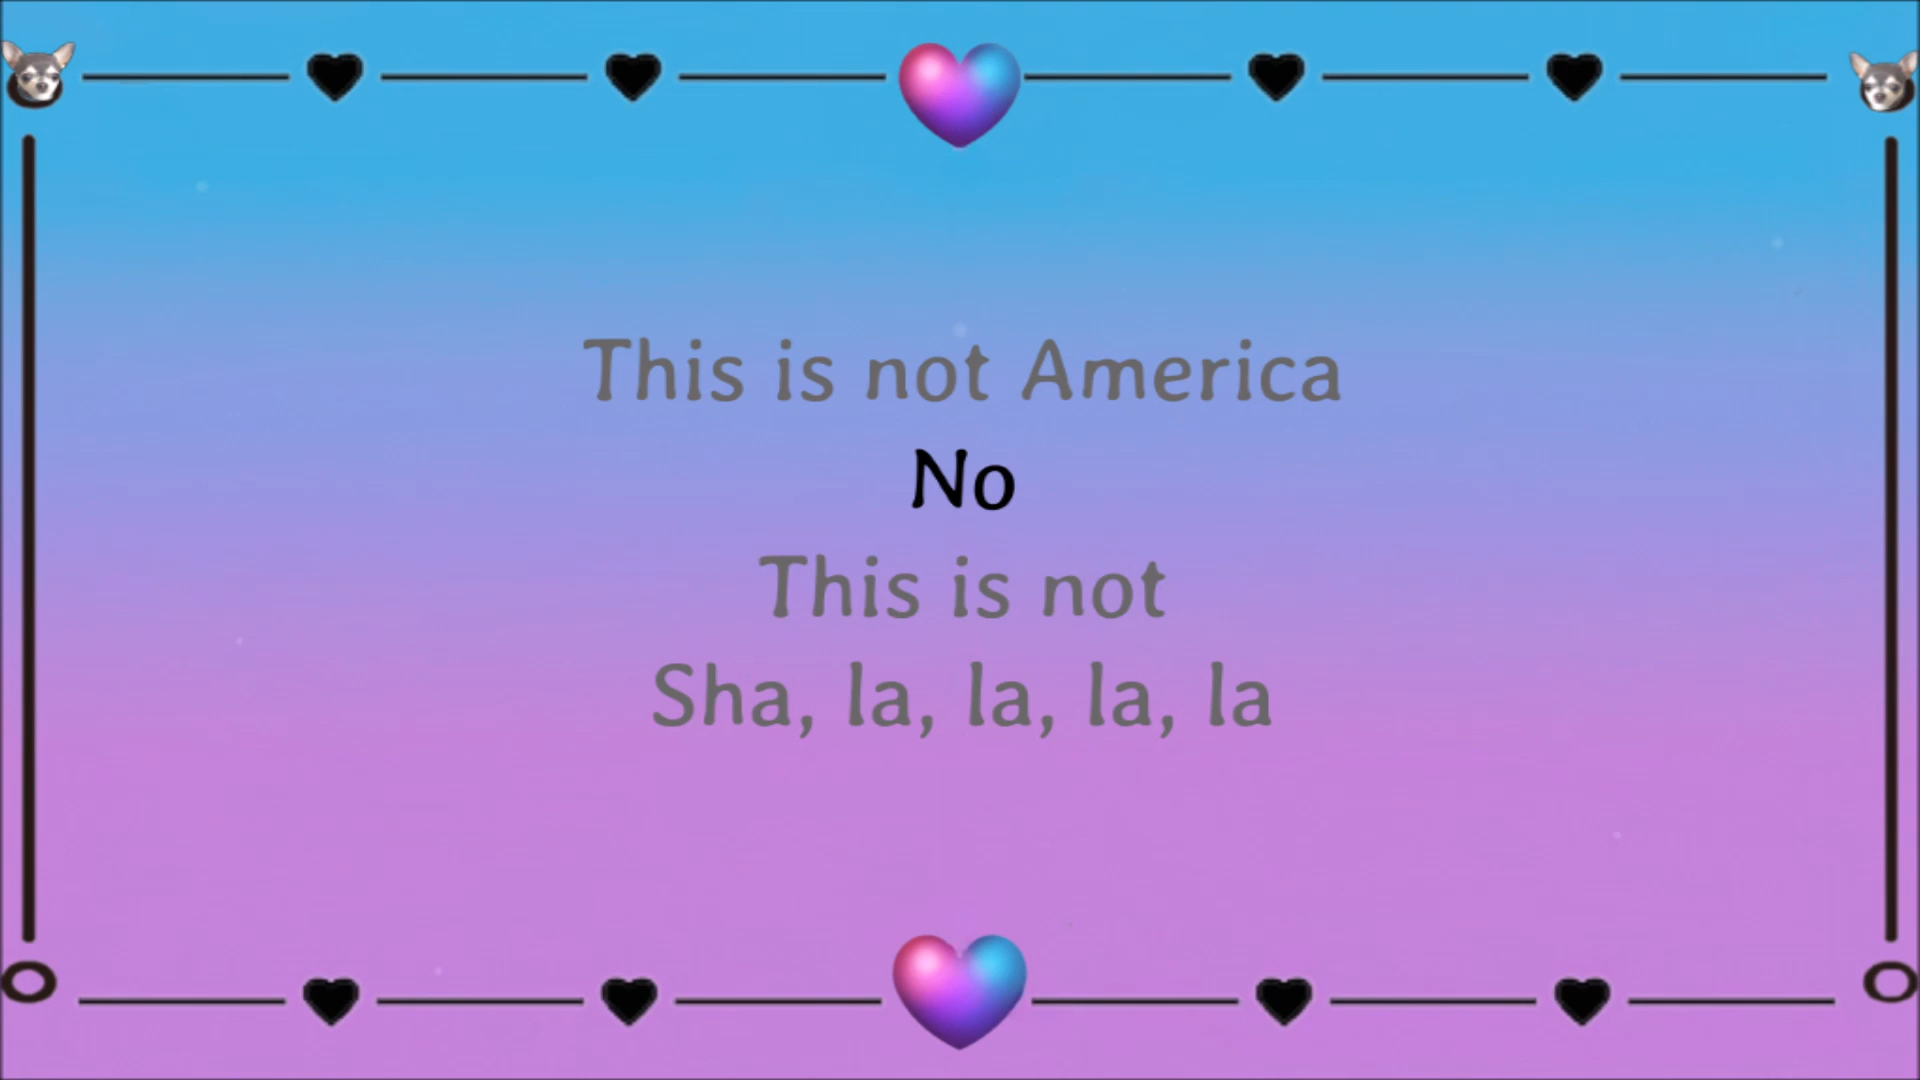 This is not America
No
This is not
Sha, la, la, la, la